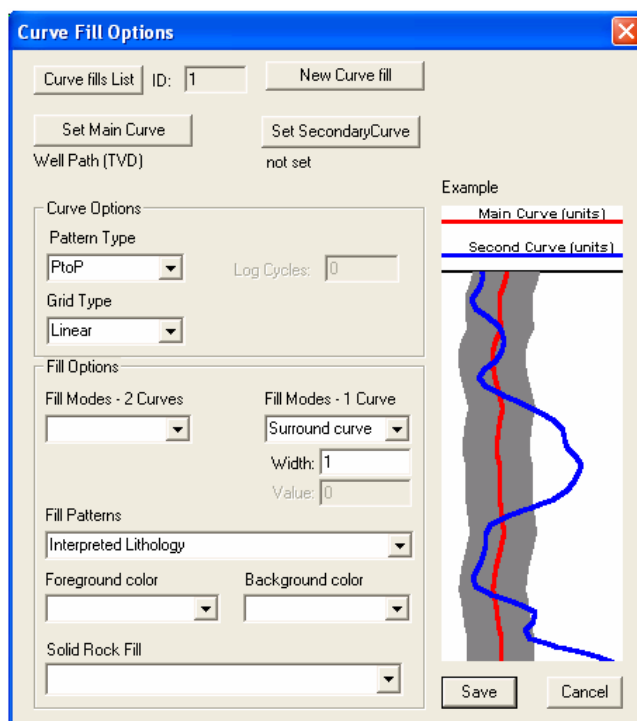 Curve Fill Options
Curve fills List ID: 1 New Curve fill
Set Main Curve Set SecondaryCurve
Well Path (TVD) not set
Example
Main Curve (units)
Second Curve (units)
Curve Options
Pattern Type
PtoP Log Cycles: 0
Grid Type
Linear
Fill Options
Fill Modes - 2 Curves Fill Modes - 1 Curve
Surround curve
Width: 1
Value: 0
Fill Patterns
Interpreted Lithology
Foreground color Background color
Solid Rock Fill
Save Cancel